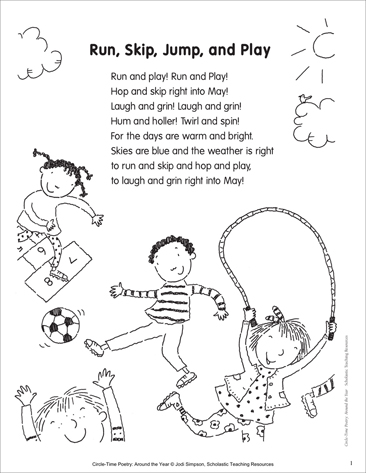 Run, Skip, Jump, and Play
Run and play! Run and Play!
Hop and skip right into May!
Laugh and grin! Laugh and grin!
Hum and holler! Twirl and spin!
For the days are warm and bright.
Skies are blue and the weather is right
to run and skip and hop and play,
to laugh and grin right into May!
7
8
Circle-Time Poetry: Around the Year Scholastic Teaching Resources
Circle-Time Poetry: Around the Year © Jodi Simpson, Scholastic Teaching Resources
1